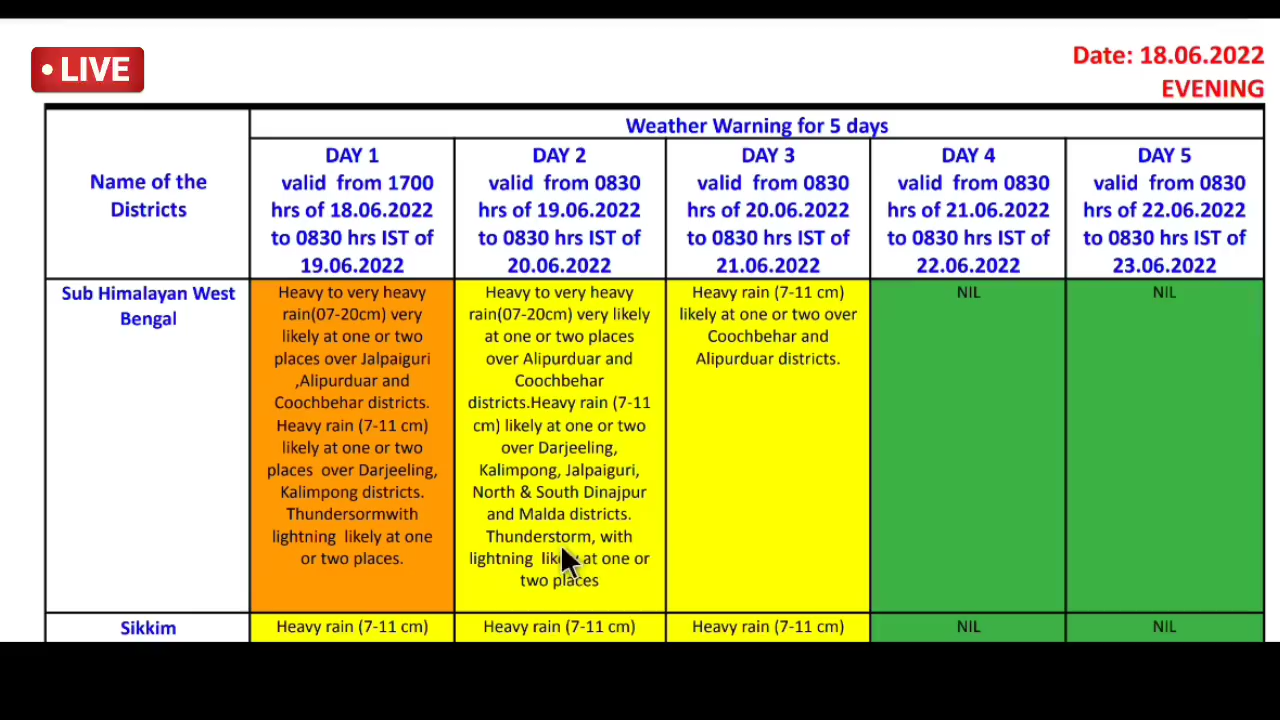 • LIVE
Date: 18.06.2022
EVENING
Name of the
Districts
Weather Warning for 5 days
DAY 1
valid from 1700
hrs of 18.06.2022
to 0830 hrs IST of
19.06.2022
DAY 2
valid from 0830
hrs of 19.06.2022
to 0830 hrs IST of
20.06.2022
DAY 3
valid from 0830
hrs of 20.06.2022
to 0830 hrs IST of
21.06.2022
DAY 4
valid from 0830
hrs of 21.06.2022
to 0830 hrs IST of
22.06.2022
DAY 5
valid from 0830
hrs of 22.06.2022
to 0830 hrs IST of
23.06.2022
Sub Himalayan West
Bengal
Heavy to very heavy
rain(07-20cm) very
likely at one or two
places over Jalpaiguri
,Alipurduar and
Coochbehar districts.
Heavy rain (7-11 cm)
likely at one or two
places over Darjeeling,
Kalimpong districts.
Thundersormwith
lightning likely at one
or two places.
Heavy to very heavy
rain(07-20cm) very likely
at one or two places
over Alipurduar and
Coochbehar
districts.Heavy rain (7-11
cm) likely at one or two
over Darjeeling,
Kalimpong, Jalpaiguri,
North & South Dinajpur
and Malda districts.
Thunderstorm, with
lightning likely at one or
two places
Heavy rain (7-11 cm)
likely at one or two over
Coochbehar and
Alipurduar districts.
NIL
NIL
Sikkim
Heavy rain (7-11 cm)
Heavy rain (7-11 cm)
Heavy rain (7-11 cm)
NIL
NIL